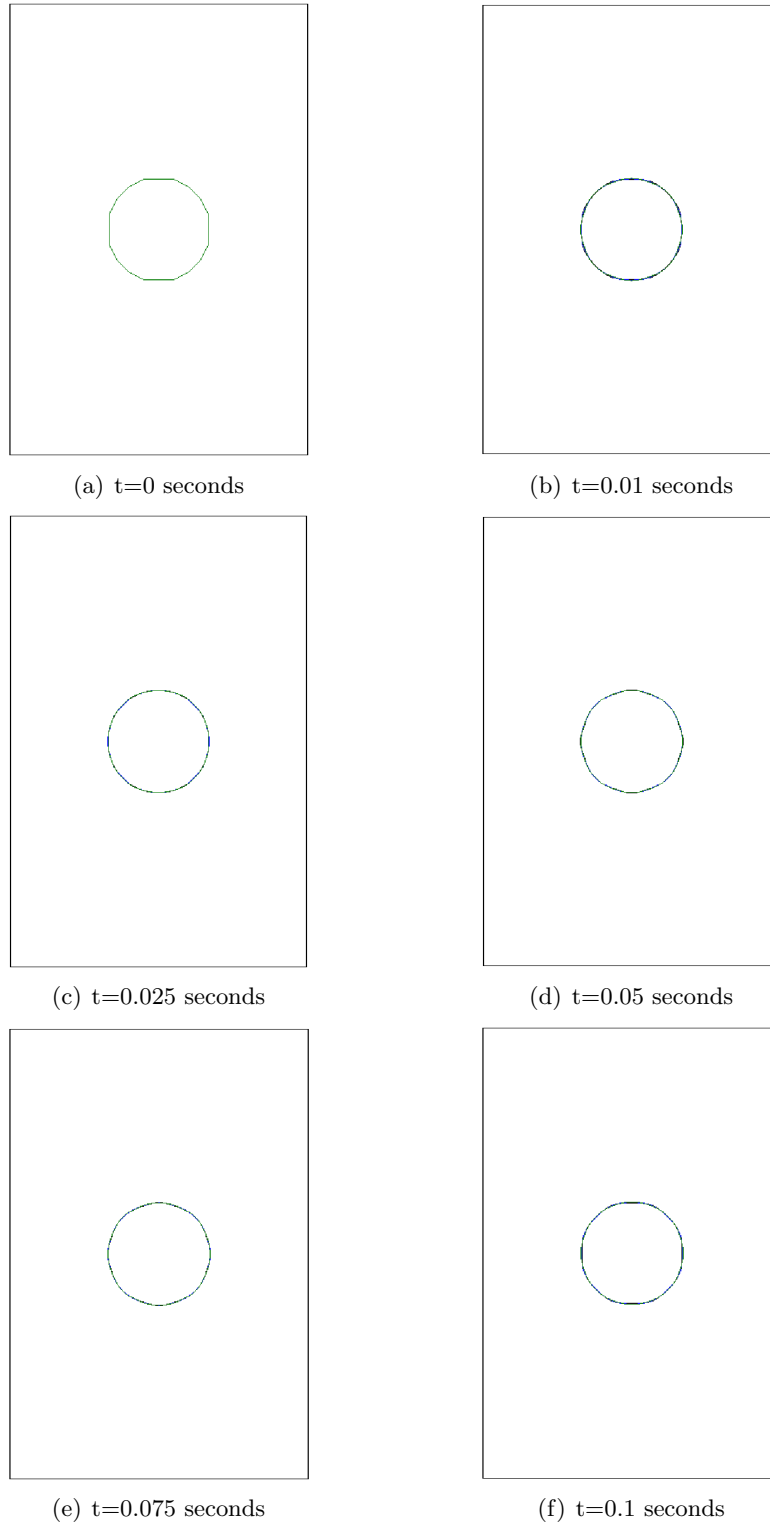 (a) t=0 seconds
(b) t=0.01 seconds
(c) t=0.025 seconds
(d) t=0.05 seconds
(e) t=0.075 seconds
(f) t=0.1 seconds